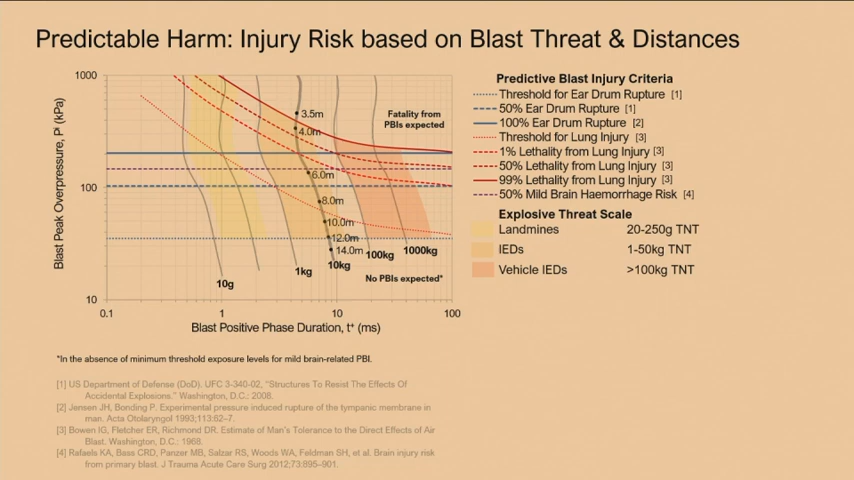 Predictable Harm: Injury Risk based on Blast Threat & Distances
1000
100
10
Blast Peak Overpressure, Pⁱ (kPa)
3.5m
4.0m
6.0m
8.0m
10.0m
12.0m
14.0m
Fatality from
PBIs expected
10g
1kg
10kg
100kg
1000kg
No PBIs expected*
0.1
1
10
100
Blast Positive Phase Duration, t⁺ (ms)
Predictive Blast Injury Criteria
Threshold for Ear Drum Rupture [1]
50% Ear Drum Rupture [1]
100% Ear Drum Rupture [2]
Threshold for Lung Injury [3]
1% Lethality from Lung Injury [3]
50% Lethality from Lung Injury [3]
99% Lethality from Lung Injury [3]
50% Mild Brain Haemorrhage Risk [4]
Explosive Threat Scale
Landmines 20-250g TNT
IEDs 1-50kg TNT
Vehicle IEDs >100kg TNT
*In the absence of minimum threshold exposure levels for mild brain-related PBI.
[1] US Department of Defense (DoD). UFC 3-340-02, "Structures To Resist The Effects Of
Accidental Explosions." Washington, D.C.: 2008.
[2] Jensen JH, Bonding P. Experimental pressure induced rupture of the tympanic membrane in
man. Acta Otolaryngol 1993;113:62–7.
[3] Bowen IG, Fletcher ER, Richmond DR. Estimate of Man's Tolerance to the Direct Effects of Air
Blast. Washington, D.C.: 1968.
[4] Rafaels KA, Bass CRD, Panzer MB, Salzar RS, Woods WA, Feldman SH, et al. Brain injury risk
from primary blast. J Trauma Acute Care Surg 2012;73:895–901.